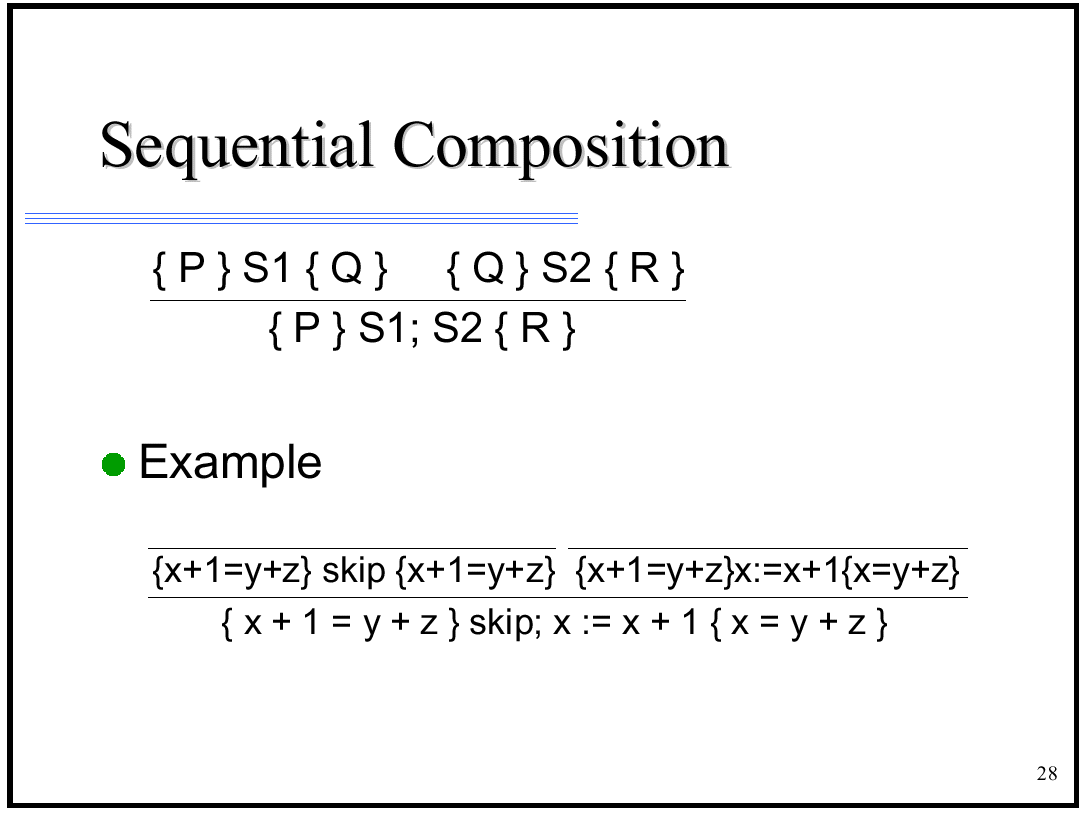 Sequential Composition
{ P } S1 { Q } { Q } S2 { R }
{ P } S1; S2 { R }
Example
{x+1=y+z} skip {x+1=y+z} {x+1=y+z}x:=x+1{x=y+z}
{ x + 1 = y + z } skip; x := x + 1 { x = y + z }
28